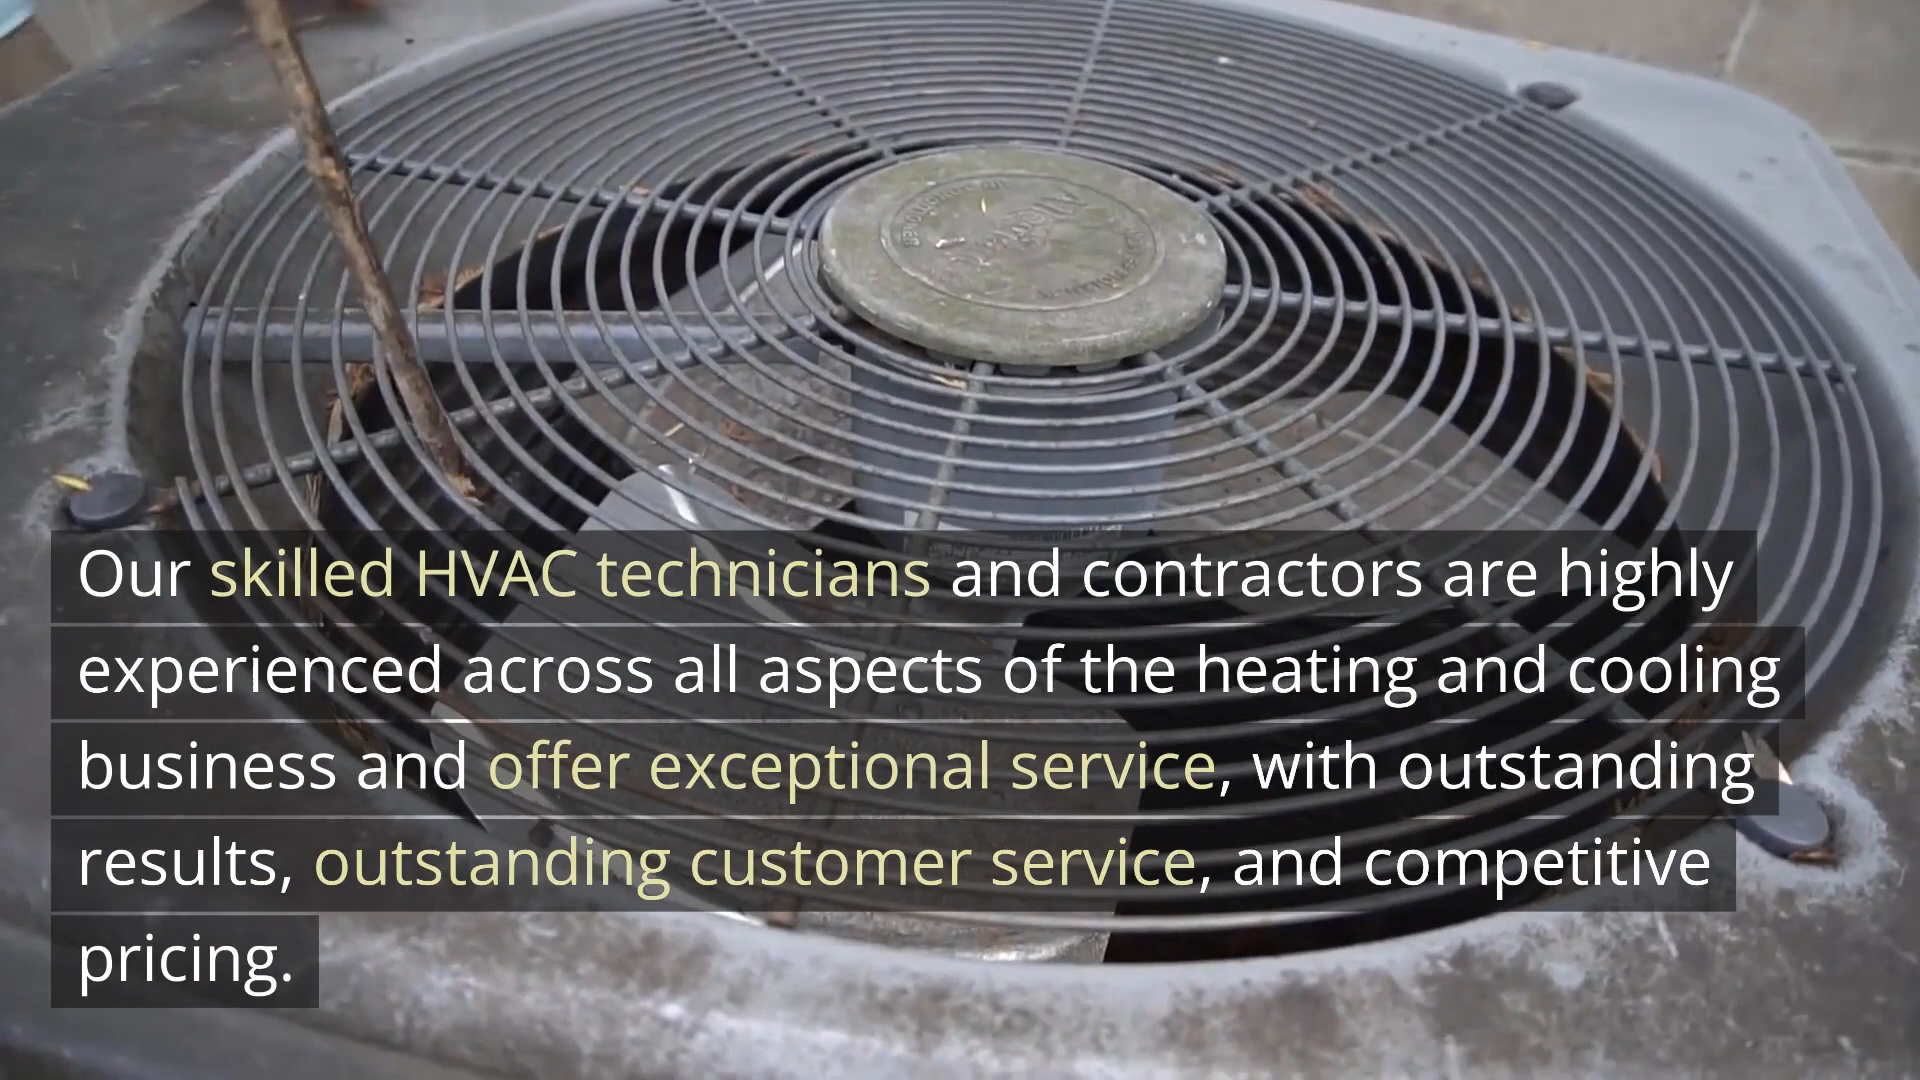 Our skilled HVAC technicians and contractors are highly
experienced across all aspects of the heating and cooling
business and offer exceptional service, with outstanding
results, outstanding customer service, and competitive
pricing.